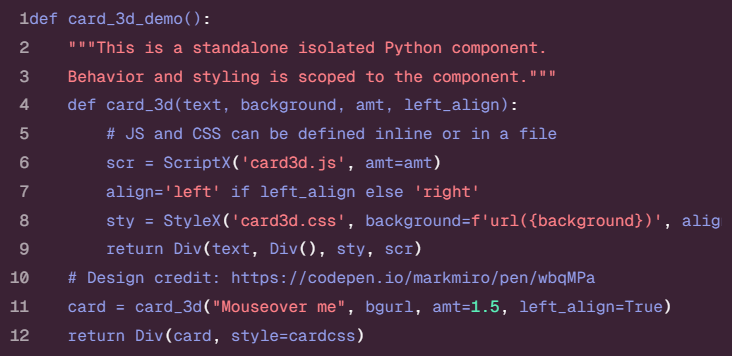 1def card_3d_demo():
2    """This is a standalone isolated Python component.
3    Behavior and styling is scoped to the component."""
4    def card_3d(text, background, amt, left_align):
5        # JS and CSS can be defined inline or in a file
6        scr = ScriptX('card3d.js', amt=amt)
7        align='left' if left_align else 'right'
8        sty = StyleX('card3d.css', background=f'url({background})', alig
9        return Div(text, Div(), sty, scr)
10    # Design credit: https://codepen.io/markmiro/pen/wbqMPa
11    card = card_3d("Mouseover me", bgurl, amt=1.5, left_align=True)
12    return Div(card, style=cardcss)